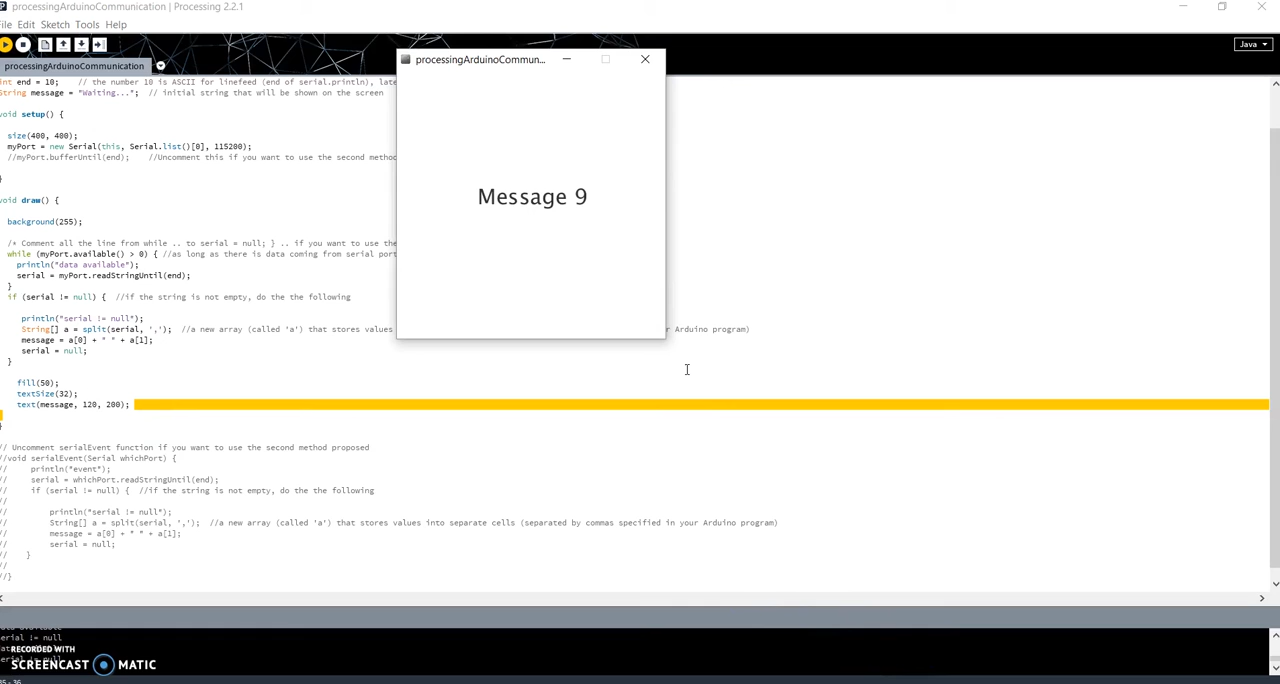 processingArduinoCommunication | Processing 2.2.1
File Edit Sketch Tools Help
Java
processingArduinoCommunication
processingArduinoCommun...
int end = 10;    // the number 10 is ASCII for linefeed (end of serial.println), late
String message = "Waiting...";  // initial string that will be shown on the screen
void setup() {
size(400, 400);
myPort = new Serial(this, Serial.list()[0], 115200);
//myPort.bufferUntil(end);    //Uncomment this if you want to use the second method
}
void draw() {
background(255);
/* Comment all the line from while .. to serial = null; } .. if you want to use the
while (myPort.available() > 0) { //as long as there is data coming from serial port
println("data available");
serial = myPort.readStringUntil(end);
}
if (serial != null) {  //if the string is not empty, do the the following
println("serial != null");
String[] a = split(serial, ',');  //a new array (called 'a') that stores values r Arduino program)
message = a[0] + " " + a[1];
serial = null;
}
Message 9
fill(50);
textSize(32);
text(message, 120, 200);
}
// Uncomment serialEvent function if you want to use the second method proposed
//void serialEvent(Serial whichPort) {
//     println("event");
//     serial = whichPort.readStringUntil(end);
//     if (serial != null) {  //if the string is not empty, do the the following
//
//         println("serial != null");
//         String[] a = split(serial, ',');  //a new array (called 'a') that stores values into separate cells (separated by commas specified in your Arduino program)
//         message = a[0] + " " + a[1];
//         serial = null;
//    }
//
//}
serial != null
RECORDED WITH
SCREENCAST MATIC
serial != null
35 - 36